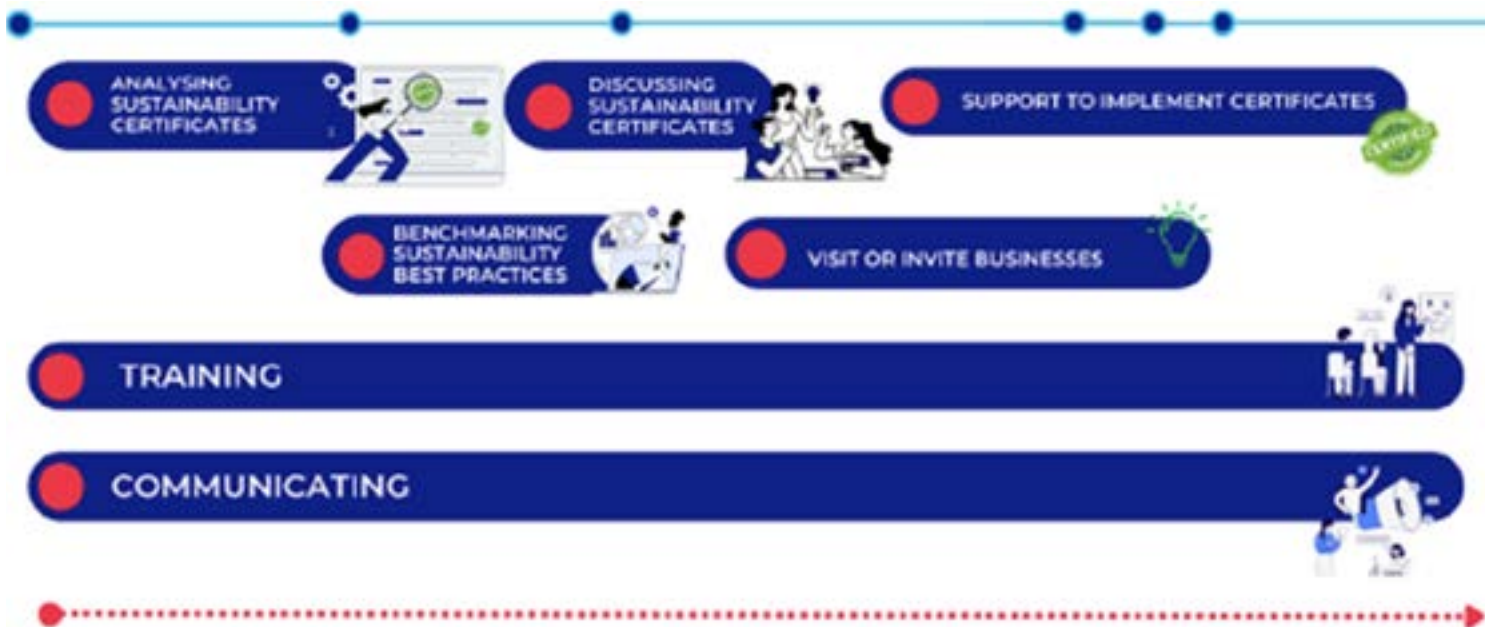 ANALYSING
SUSTAINABILITY
CERTIFICATES
DISCUSSING
SUSTAINABILITY
CERTIFICATES
SUPPORT TO IMPLEMENT CERTIFICATES
CERTIFIED
BENCHMARKING
SUSTAINABILITY
BEST PRACTICES
VISIT OR INVITE BUSINESSES
TRAINING
COMMUNICATING